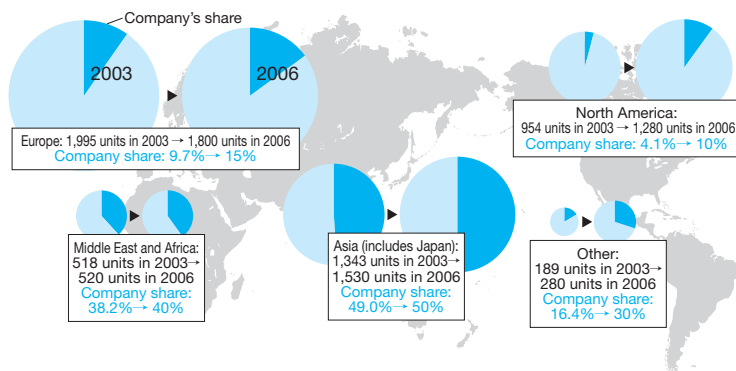 Company's share
2003
2006
Europe: 1,995 units in 2003 → 1,800 units in 2006
Company share: 9.7% → 15%
North America:
954 units in 2003 → 1,280 units in 2006
Company share: 4.1% → 10%
Middle East and Africa:
518 units in 2003 →
520 units in 2006
Company share:
38.2% → 40%
Asia (includes Japan):
1,343 units in 2003 →
1,530 units in 2006
Company share:
49.0% → 50%
Other:
189 units in 2003 →
280 units in 2006
Company share:
16.4% → 30%